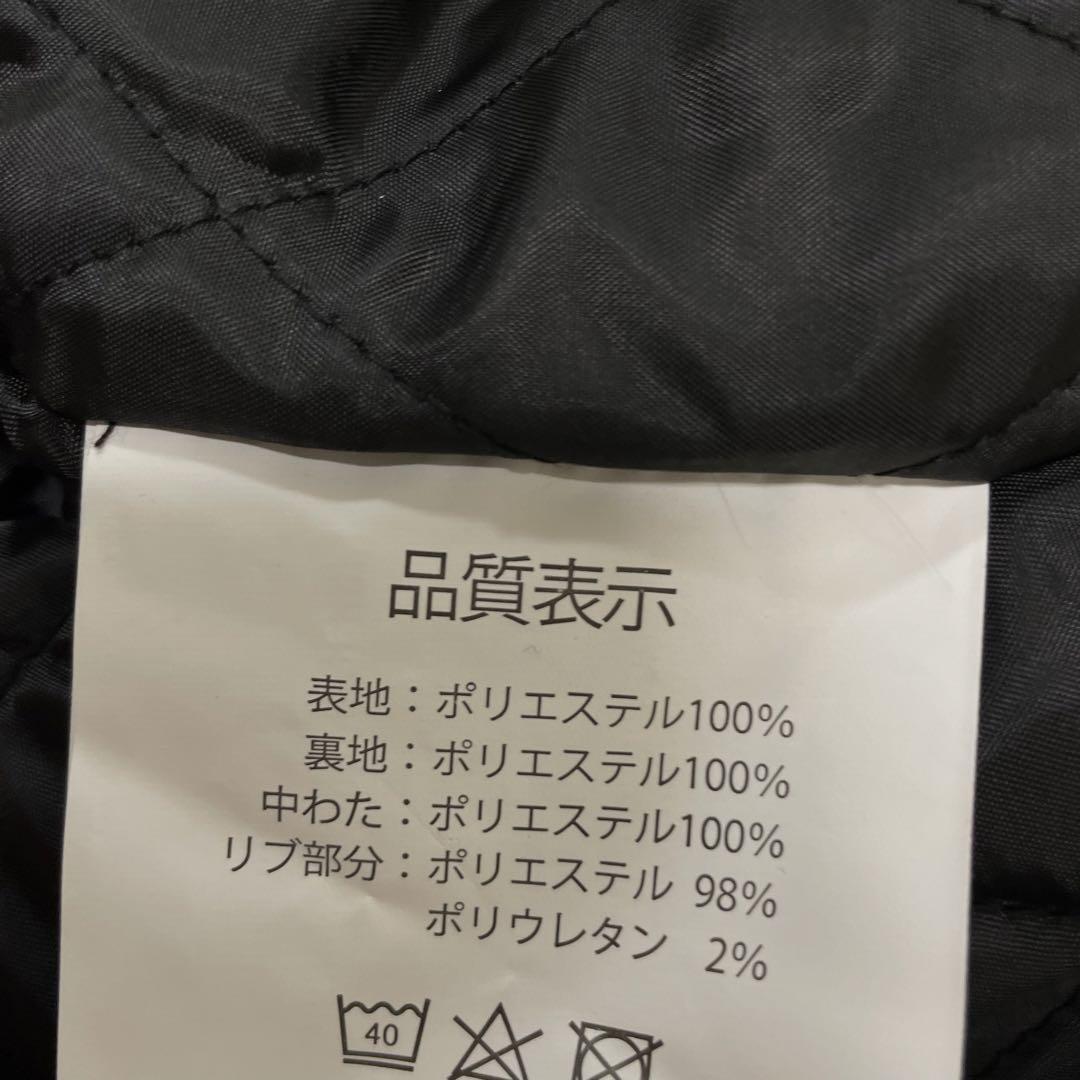 品質表示
表地：ポリエステル100%
裏地：ポリエステル100%
中わた：ポリエステル100%
リブ部分：ポリエステル 98%
ポリウレタン 2%
40